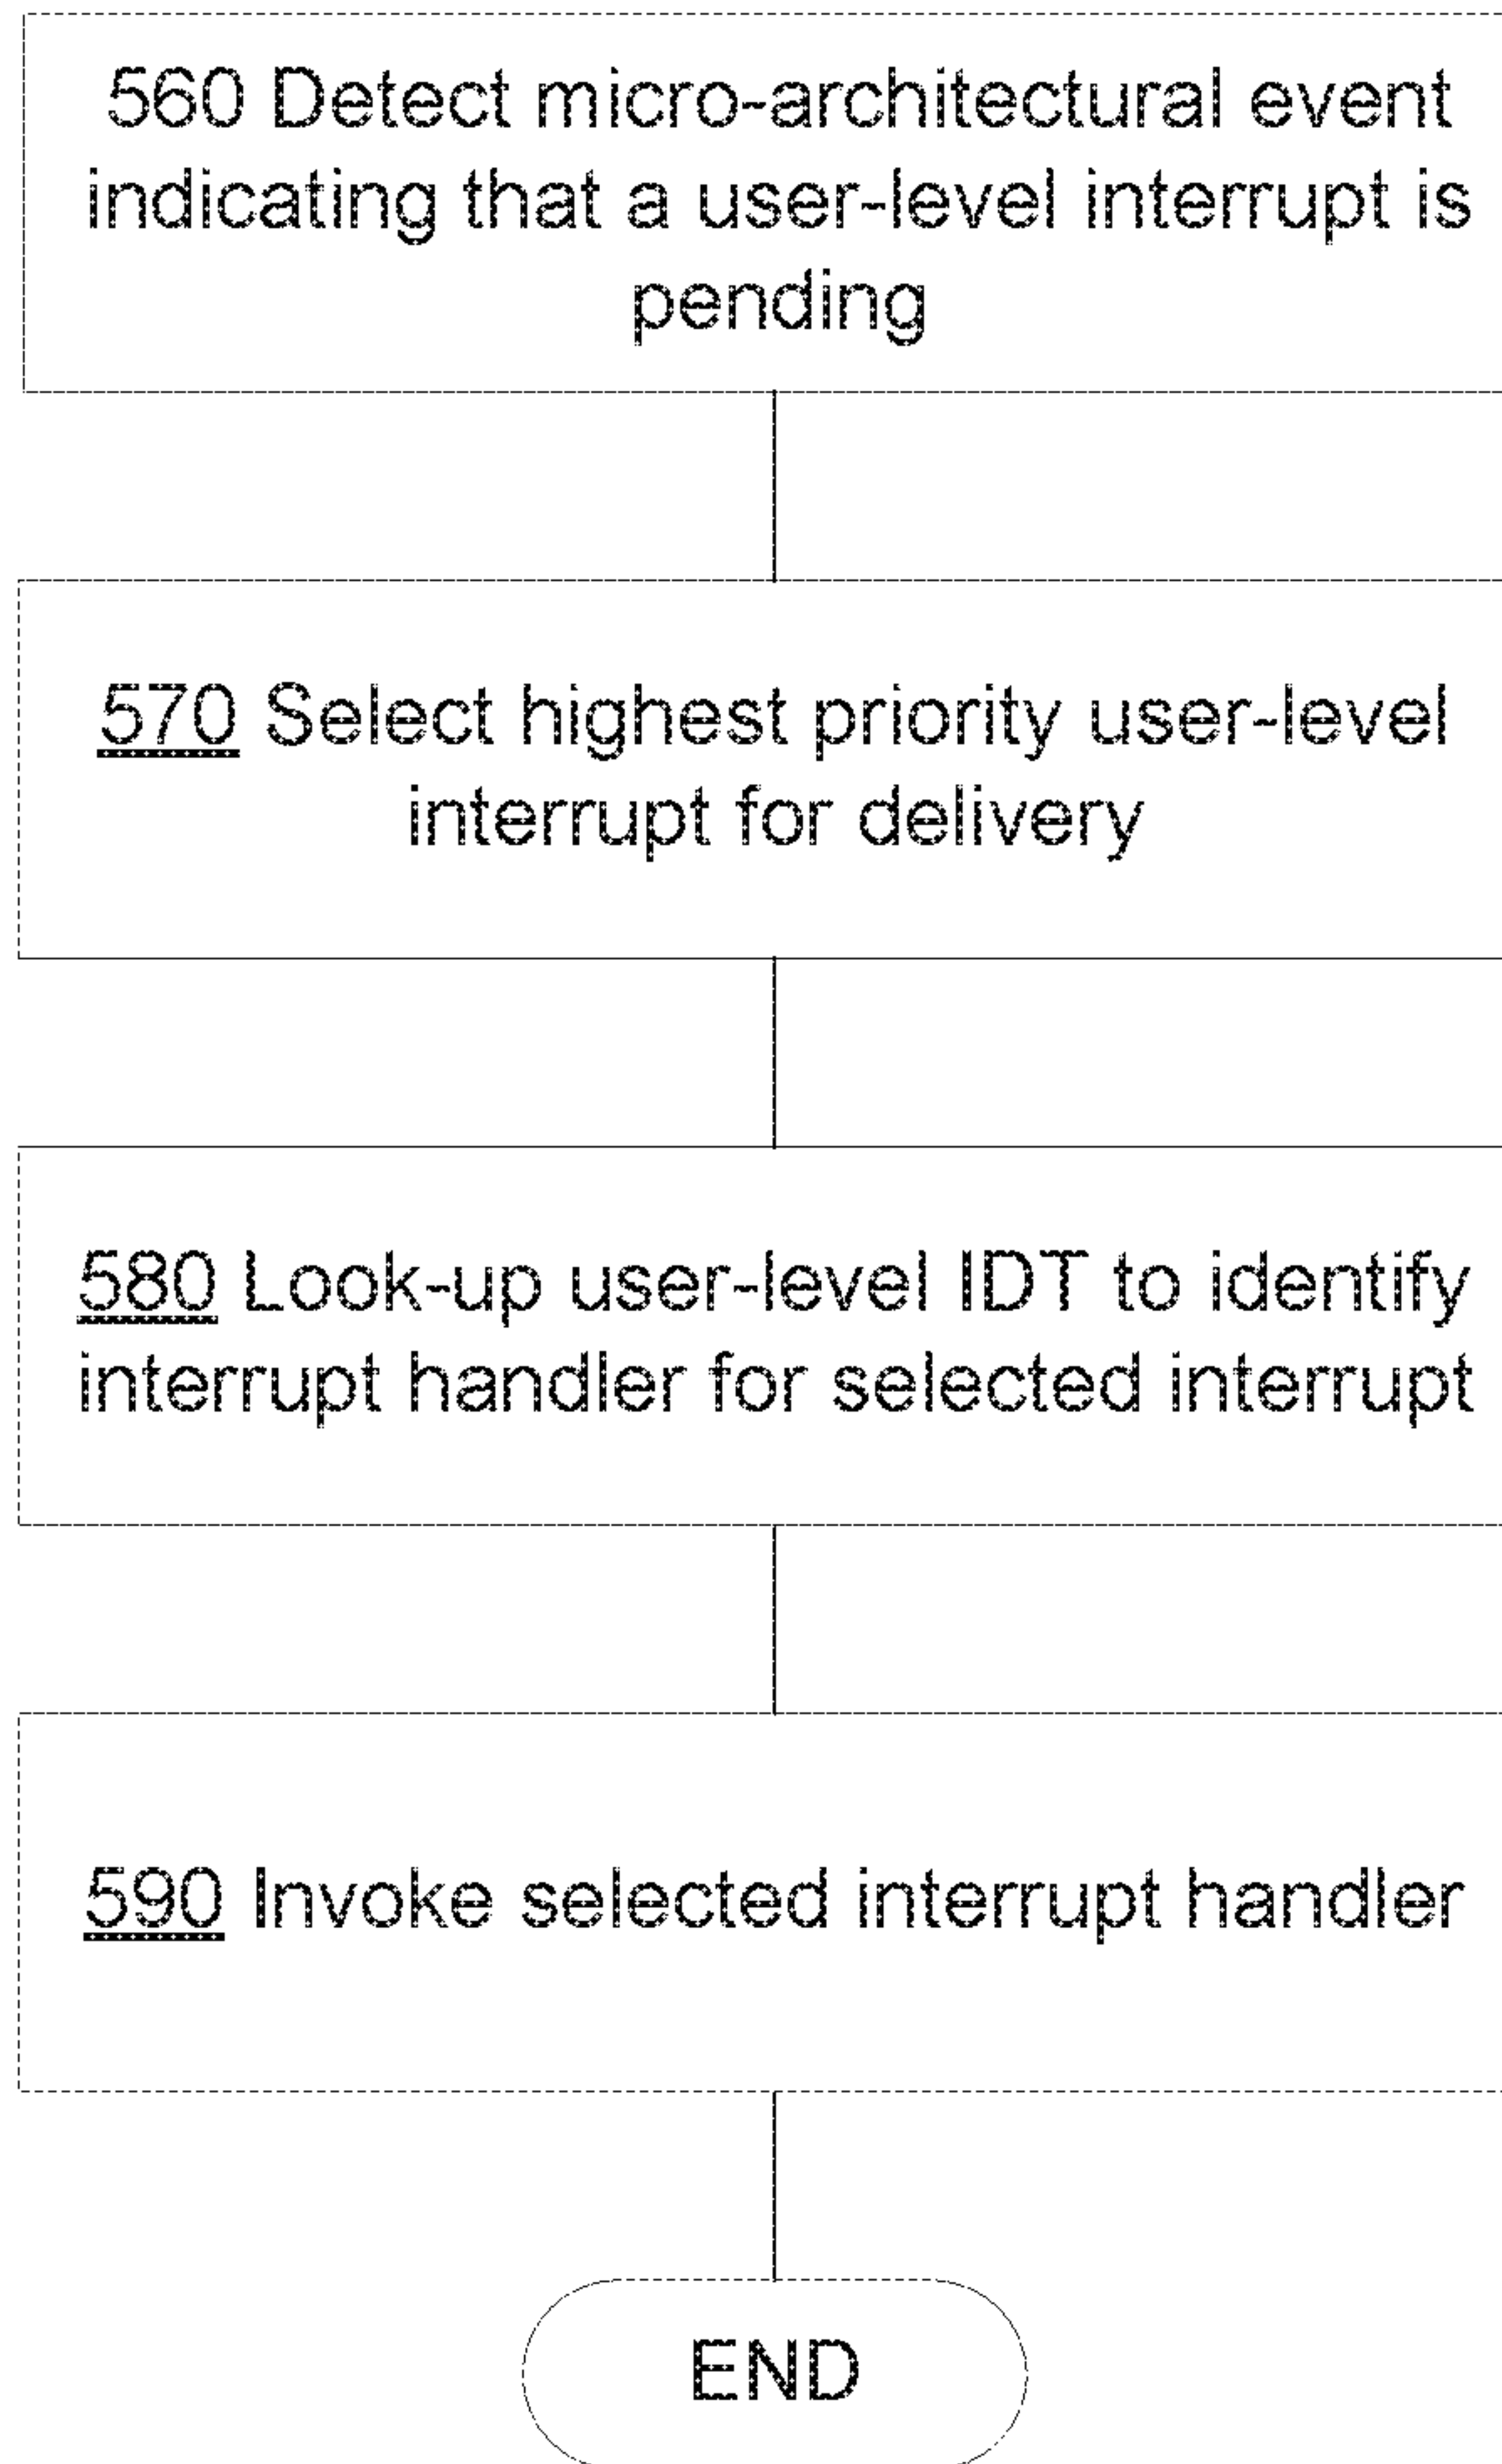 560 Detect micro-architectural event
indicating that a user-level interrupt is
pending
570 Select highest priority user-level
interrupt for delivery
580 Look-up user-level IDT to identify
interrupt handler for selected interrupt
590 Invoke selected interrupt handler
END